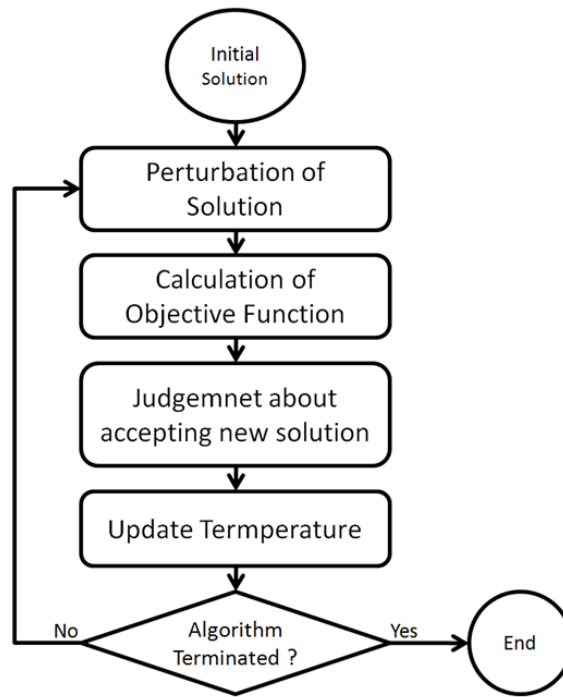 Initial
Solution
Perturbation of
Solution
Calculation of
Objective Function
Judgemnet about
accepting new solution
Update Termperature
No
Algorithm
Terminated ?
Yes
End